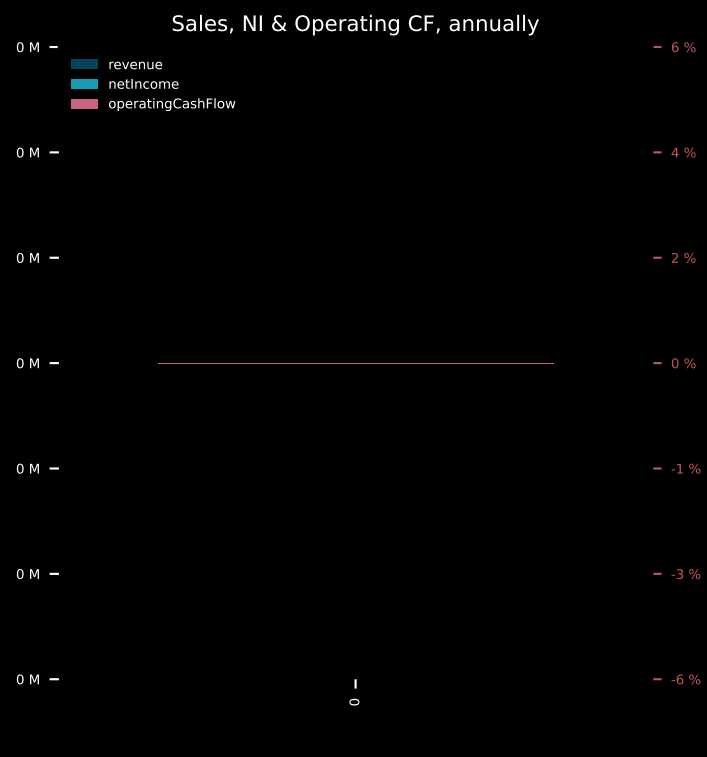 Sales, NI & Operating CF, annually
0 M
6 %
revenue
netIncome
operatingCashFlow
0 M
4 %
0 M
2 %
0 M
0 %
0 M
-1 %
0 M
-3 %
0 M
-6 %
0